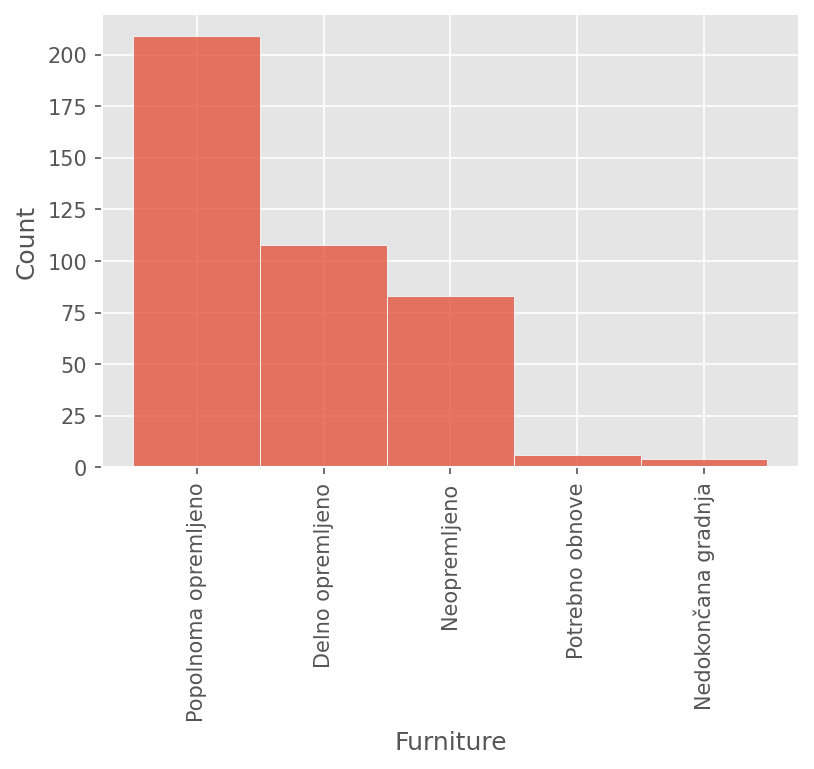 200
175
150
125
100
75
50
25
0
Count
Popolnoma opremljeno
Delno opremljeno
Neopremljeno
Potrebno obnove
Nedokončana gradnja
Furniture